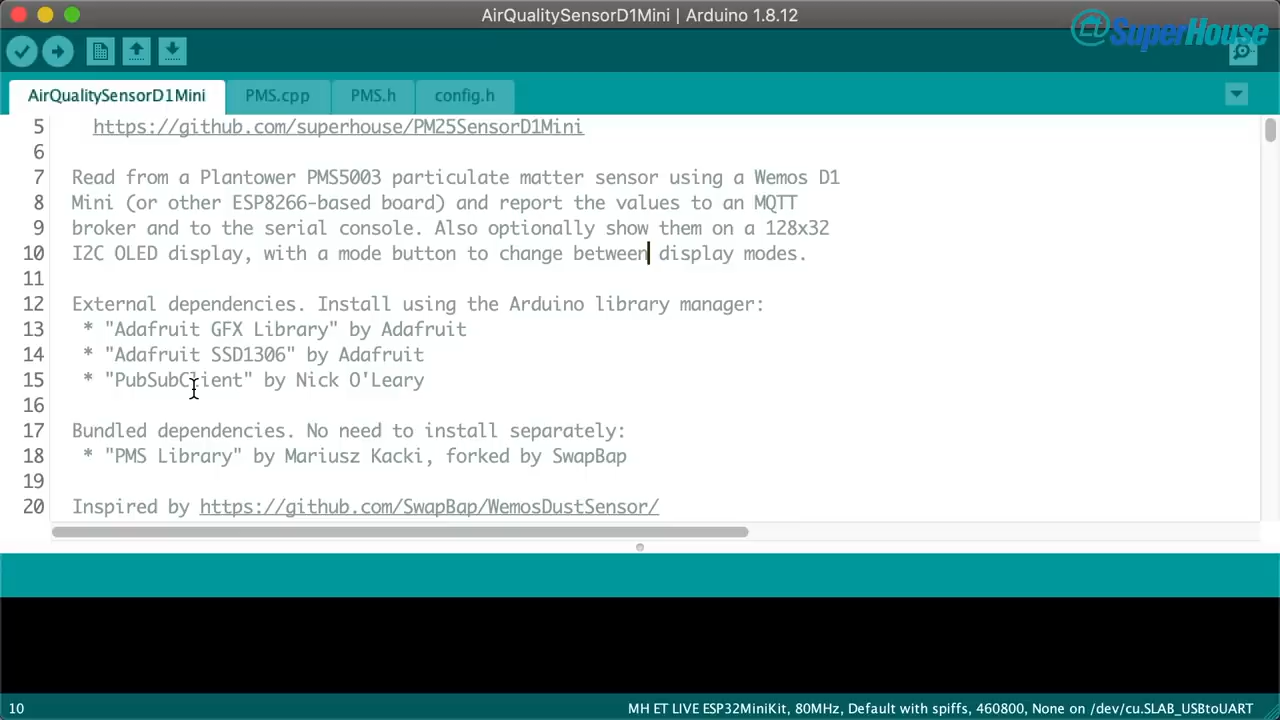 AirQualitySensorD1Mini | Arduino 1.8.12
SuperHouse
AirQualitySensorD1Mini PMS.cpp PMS.h config.h
5 https://github.com/superhouse/PM25SensorD1Mini
6
7 Read from a Plantower PMS5003 particulate matter sensor using a Wemos D1
8 Mini (or other ESP8266-based board) and report the values to an MQTT
9 broker and to the serial console. Also optionally show them on a 128x32
10 I2C OLED display, with a mode button to change between display modes.
11
12 External dependencies. Install using the Arduino library manager:
13 * "Adafruit GFX Library" by Adafruit
14 * "Adafruit SSD1306" by Adafruit
15 * "PubSubClient" by Nick O'Leary
16
17 Bundled dependencies. No need to install separately:
18 * "PMS Library" by Mariusz Kacki, forked by SwapBap
19
20 Inspired by https://github.com/SwapBap/WemosDustSensor/
10 MH ET LIVE ESP32MiniKit, 80MHz, Default with spiffs, 460800, None on /dev/cu.SLAB_USBtoUART